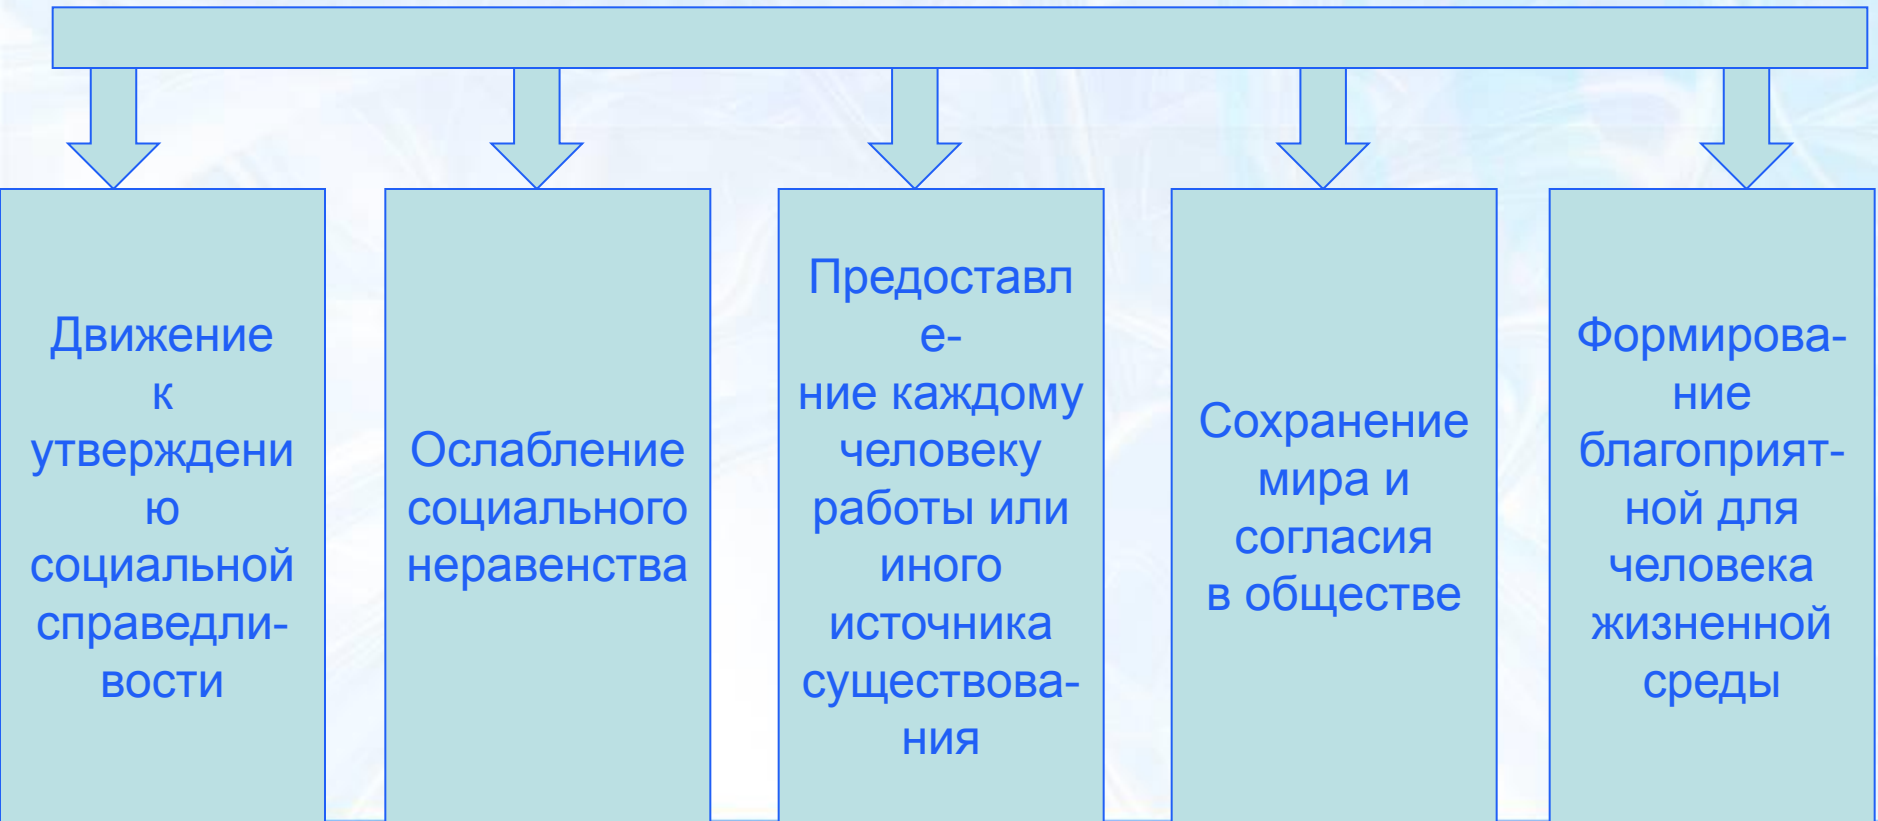 Движение
к
утверждени
ю
социальной
справедли-
вости
Ослабление
социального
неравенства
Предоставл
е-
ние каждому
человеку
работы или
иного
источника
существова-
ния
Сохранение
мира и
согласия
в обществе
Формирова-
ние
благоприят-
ной для
человека
жизненной
среды